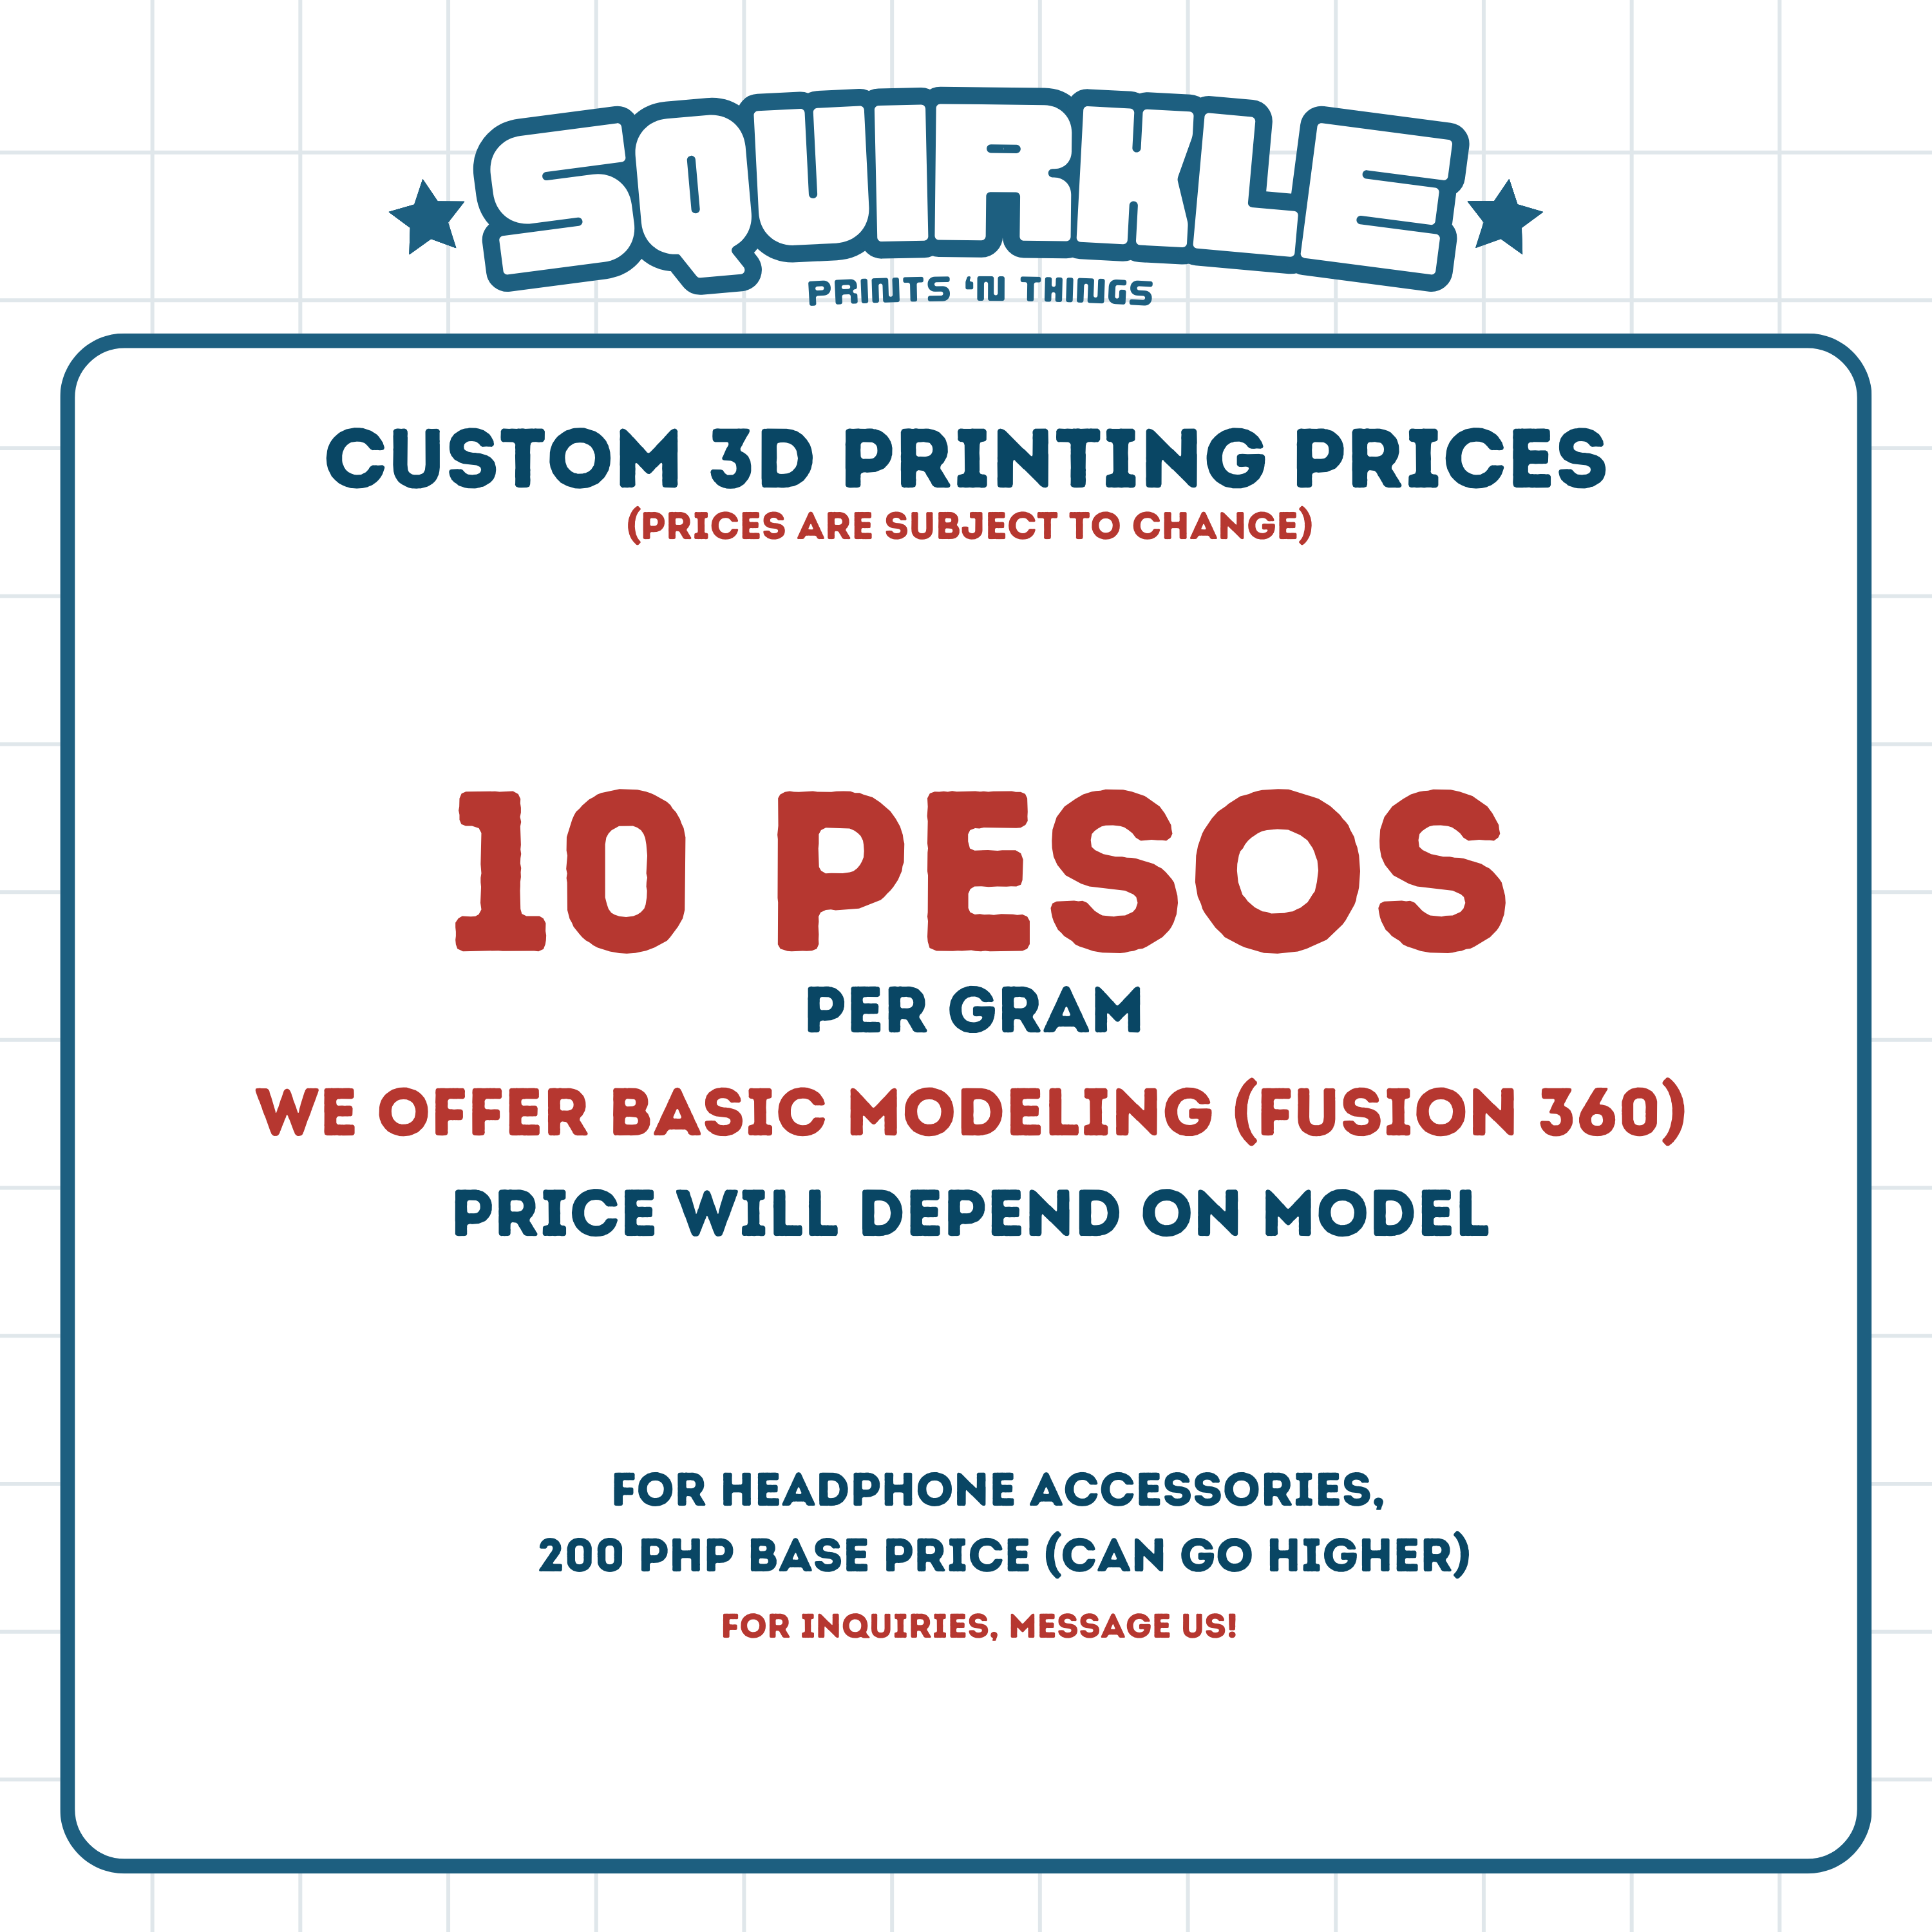 SQUIRKLE
PRINTS 'N THINGS
CUSTOM 3D PRINTING PRICES
(PRICES ARE SUBJECT TO CHANGE)
10 PESOS
PER GRAM
WE OFFER BASIC MODELING (FUSION 360)
PRICE WILL DEPEND ON MODEL
FOR HEADPHONE ACCESSORIES,
200 PHP BASE PRICE (CAN GO HIGHER)
FOR INQUIRIES, MESSAGE US!